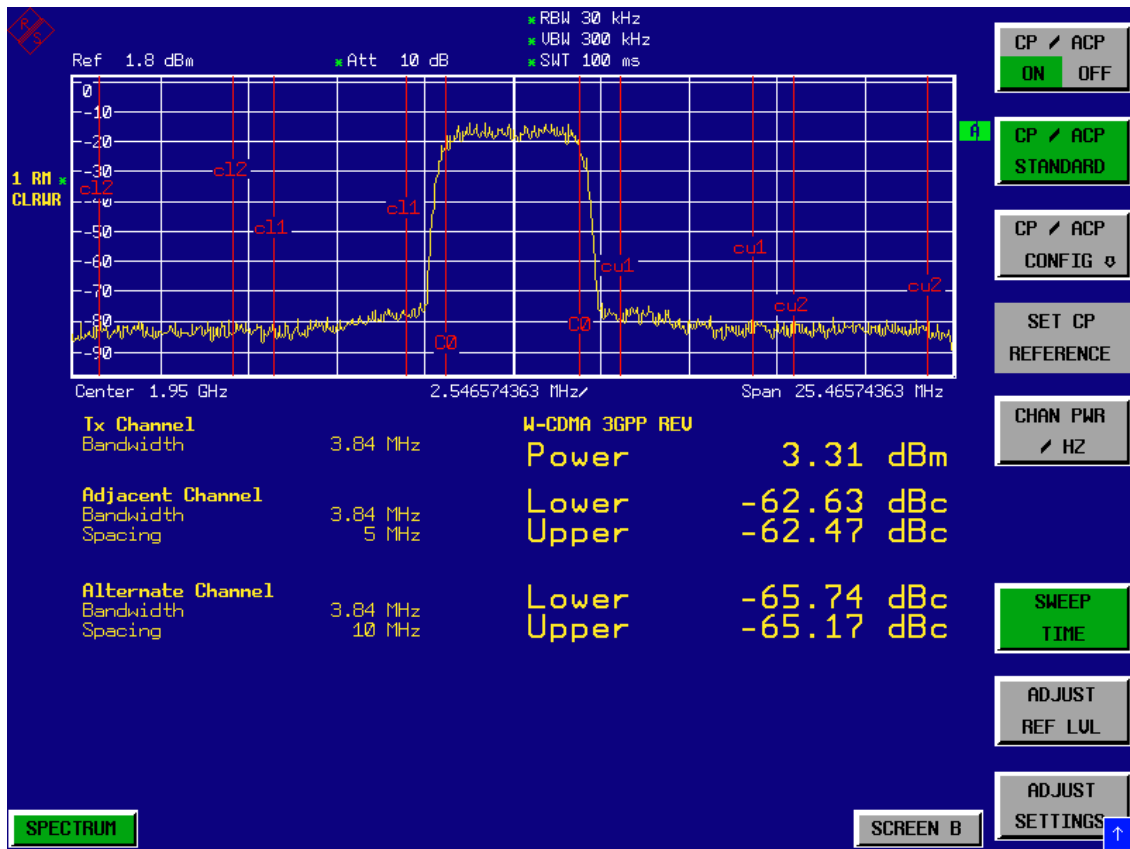 R S
*RBW 30 kHz
*VBW 300 kHz
Ref 1.8 dBm *Att 10 dB *SWT 100 ms
0
-10
-20
-30
-40
-50
-60
-70
-80
-90
1 RM *
CLRWR
A
cl2
cl2
cl1
cl1
C0
C0
cu1
cu1
cu2
cu2
Center 1.95 GHz 2.546574363 MHz/ Span 25.46574363 MHz
Tx Channel W-CDMA 3GPP REV
Bandwidth 3.84 MHz
Power 3.31 dBm
Adjacent Channel
Lower -62.63 dBc
Bandwidth 3.84 MHz
Upper -62.47 dBc
Spacing 5 MHz
Alternate Channel
Lower -65.74 dBc
Bandwidth 3.84 MHz
Upper -65.17 dBc
Spacing 10 MHz
CP / ACP
ON OFF
CP / ACP
STANDARD
CP / ACP
CONFIG
SET CP
REFERENCE
CHAN PWR
/ HZ
SWEEP
TIME
ADJUST
REF LVL
ADJUST
SETTINGS
SPECTRUM
SCREEN B